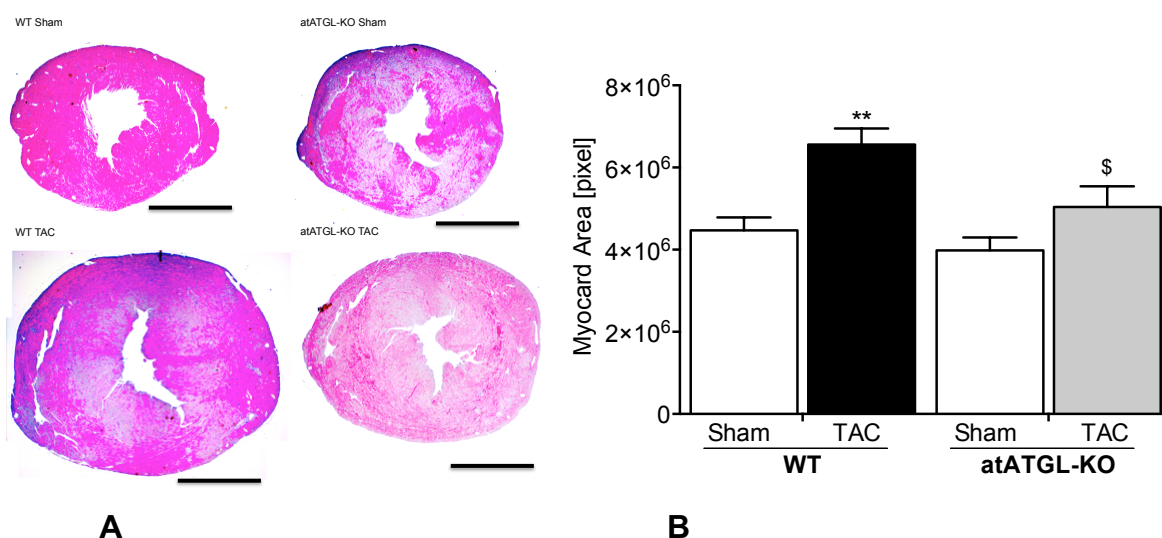 WT Sham
atATGL-KO Sham
WT TAC
atATGL-KO TAC
A
Myocard Area [pixel]
8×10⁶
6×10⁶
4×10⁶
2×10⁶
0
**
$
Sham
TAC
Sham
TAC
WT
atATGL-KO
B